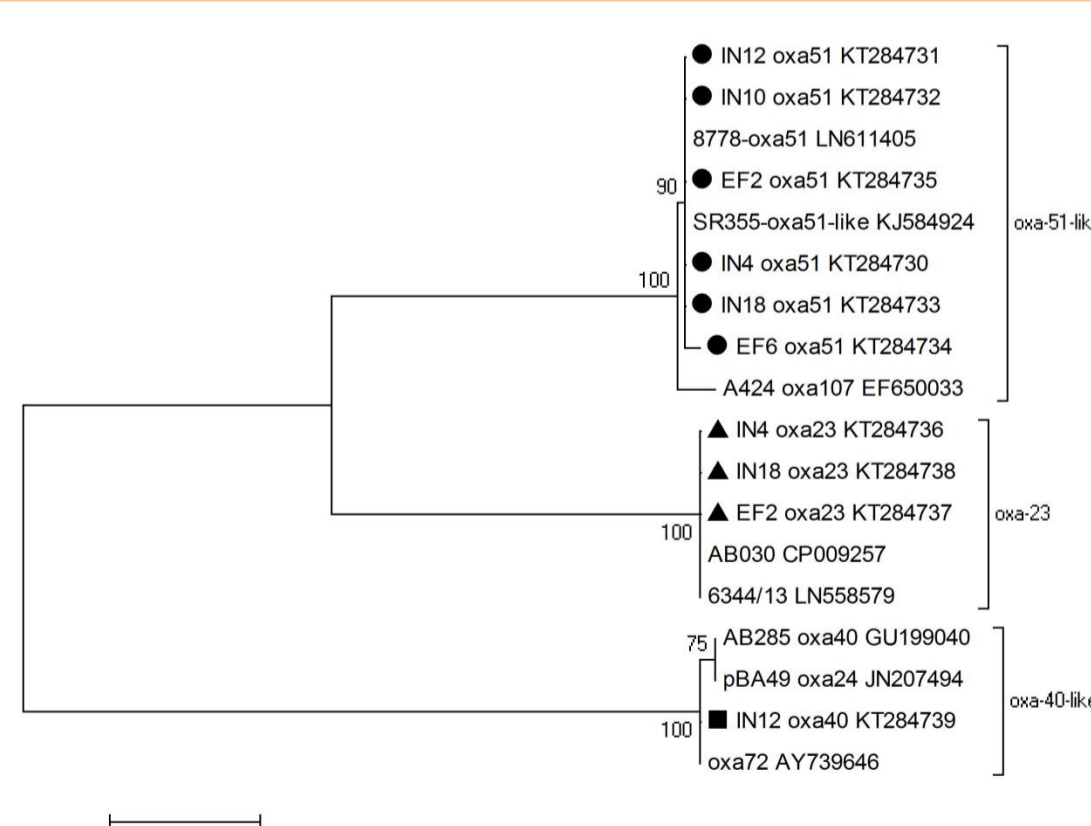 IN12 oxa51 KT284731
IN10 oxa51 KT284732
8778-oxa51 LN611405
90
EF2 oxa51 KT284735
SR355-oxa51-like KJ584924
oxa-51-lik
IN4 oxa51 KT284730
100
IN18 oxa51 KT284733
EF6 oxa51 KT284734
A424 oxa107 EF650033
IN4 oxa23 KT284736
IN18 oxa23 KT284738
EF2 oxa23 KT284737
oxa-23
100
AB030 CP009257
6344/13 LN558579
75
AB285 oxa40 GU199040
pBA49 oxa24 JN207494
oxa-40-like
IN12 oxa40 KT284739
100
oxa72 AY739646